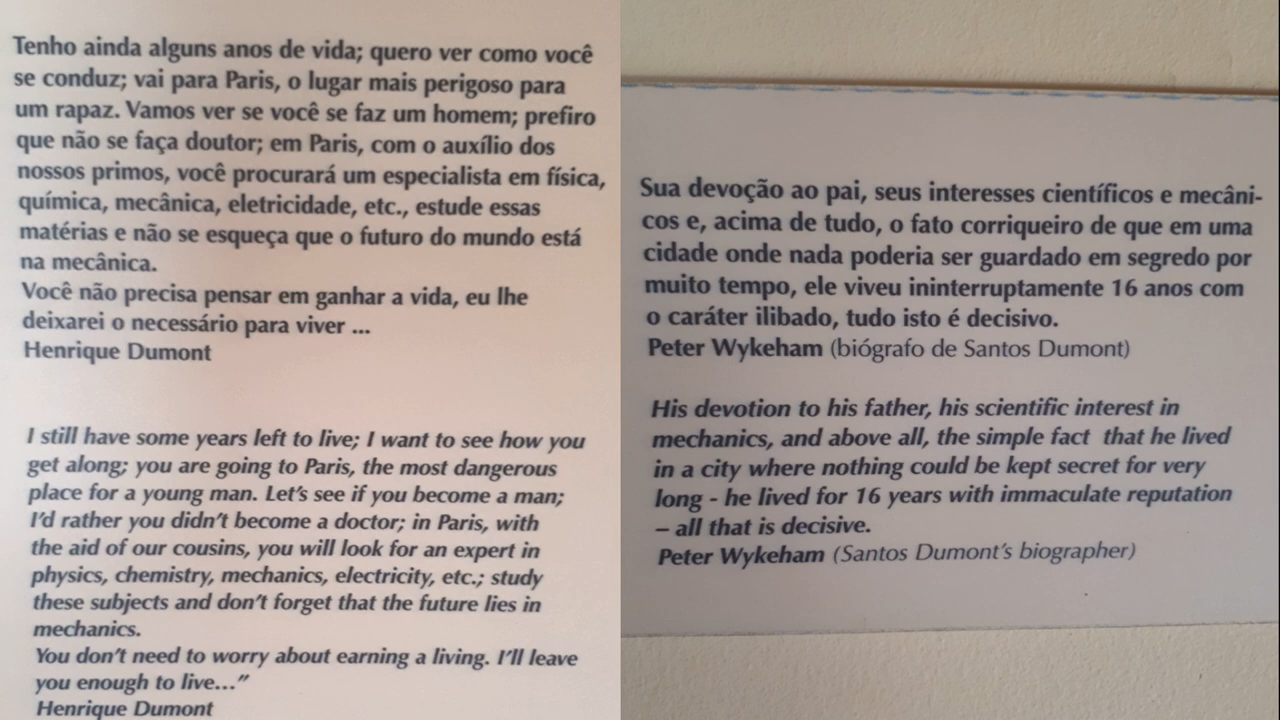 Tenho ainda alguns anos de vida; quero ver como você
se conduz; vai para Paris, o lugar mais perigoso para
um rapaz. Vamos ver se você se faz um homem; prefiro
que não se faça doutor; em Paris, com o auxílio dos
nossos primos, você procurará um especialista em física,
química, mecânica, eletricidade, etc., estude essas
matérias e não se esqueça que o futuro do mundo está
na mecânica.
Você não precisa pensar em ganhar a vida, eu lhe
deixarei o necessário para viver ...
Henrique Dumont
I still have some years left to live; I want to see how you
get along; you are going to Paris, the most dangerous
place for a young man. Let's see if you become a man;
I'd rather you didn't become a doctor; in Paris, with
the aid of our cousins, you will look for an expert in
physics, chemistry, mechanics, electricity, etc.; study
these subjects and don't forget that the future lies in
mechanics.
You don't need to worry about earning a living. I'll leave
you enough to live..."
Henrique Dumont
Sua devoção ao pai, seus interesses científicos e mecâni-
cos e, acima de tudo, o fato corriqueiro de que em uma
cidade onde nada poderia ser guardado em segredo por
muito tempo, ele viveu ininterruptamente 16 anos com
o caráter ilibado, tudo isto é decisivo.
Peter Wykeham (biógrafo de Santos Dumont)
His devotion to his father, his scientific interest in
mechanics, and above all, the simple fact that he lived
in a city where nothing could be kept secret for very
long - he lived for 16 years with immaculate reputation
– all that is decisive.
Peter Wykeham (Santos Dumont's biographer)